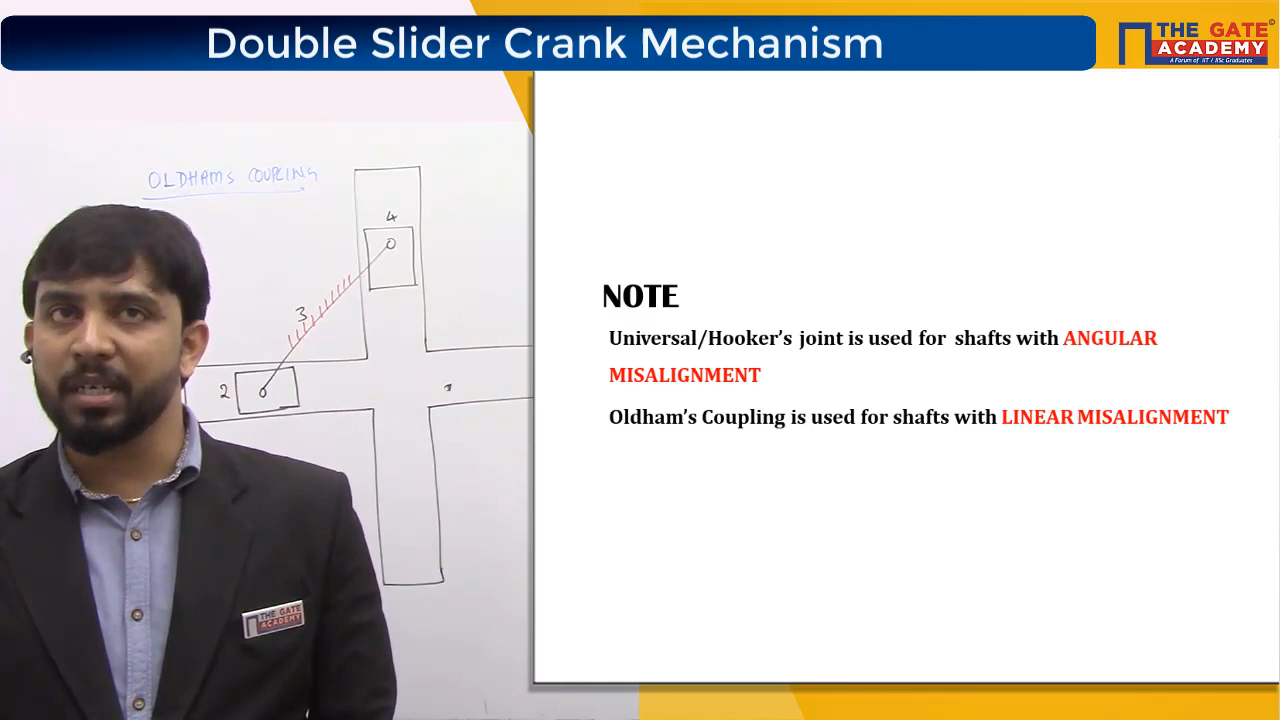 Double Slider Crank Mechanism
THE GATE
ACADEMY
A Forum of IIT / IISc Graduates
OLDHAMS COUPLING
4
3
2
1
NOTE
Universal/Hooker's joint is used for shafts with ANGULAR
MISALIGNMENT
Oldham's Coupling is used for shafts with LINEAR MISALIGNMENT
THE GATE
ACADEMY